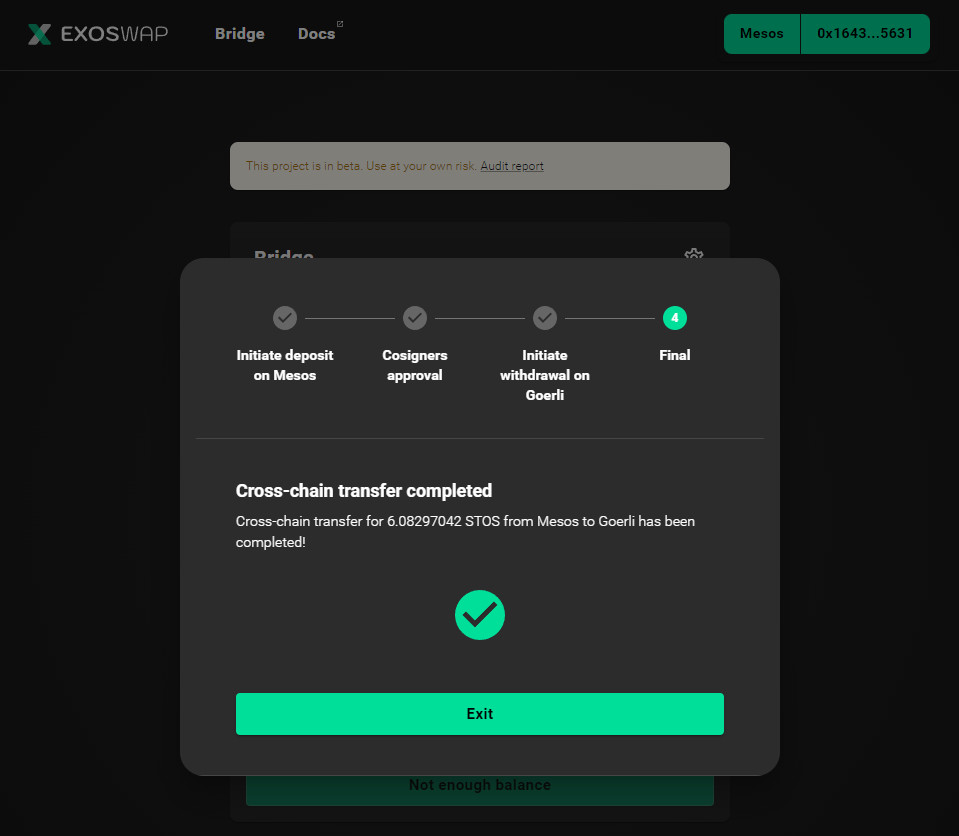 EXOSWAP
Bridge
Docs
Mesos
0x1643...5631
This project is in beta. Use at your own risk. Audit report
Bridge
Initiate deposit
on Mesos
Cosigners
approval
Initiate
withdrawal on
Goerli
4
Final
Cross-chain transfer completed
Cross-chain transfer for 6.08297042 STOS from Mesos to Goerli has been
completed!
Exit
Not enough balance